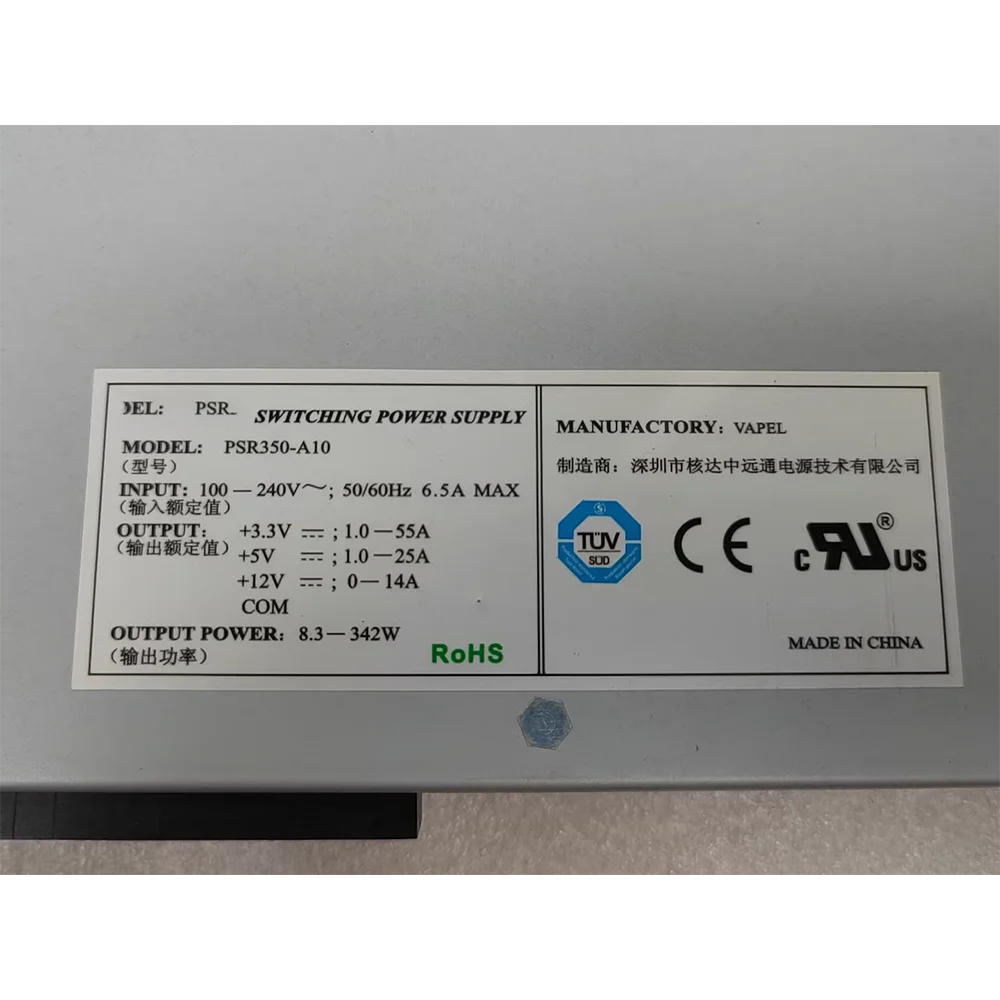 DEL: PSR_
SWITCHING POWER SUPPLY
MODEL: PSR350-A10
(型号)
INPUT: 100—240V～; 50/60Hz 6.5A MAX
(输入额定值)
OUTPUT: +3.3V ⎓; 1.0—55A
(输出额定值) +5V ⎓; 1.0—25A
+12V ⎓; 0—14A
COM
OUTPUT POWER: 8.3—342W
(输出功率)
RoHS
MANUFACTORY: VAPEL
制造商: 深圳市核达中远通电源技术有限公司
TÜV
SÜD
CE
c RU ® US
MADE IN CHINA